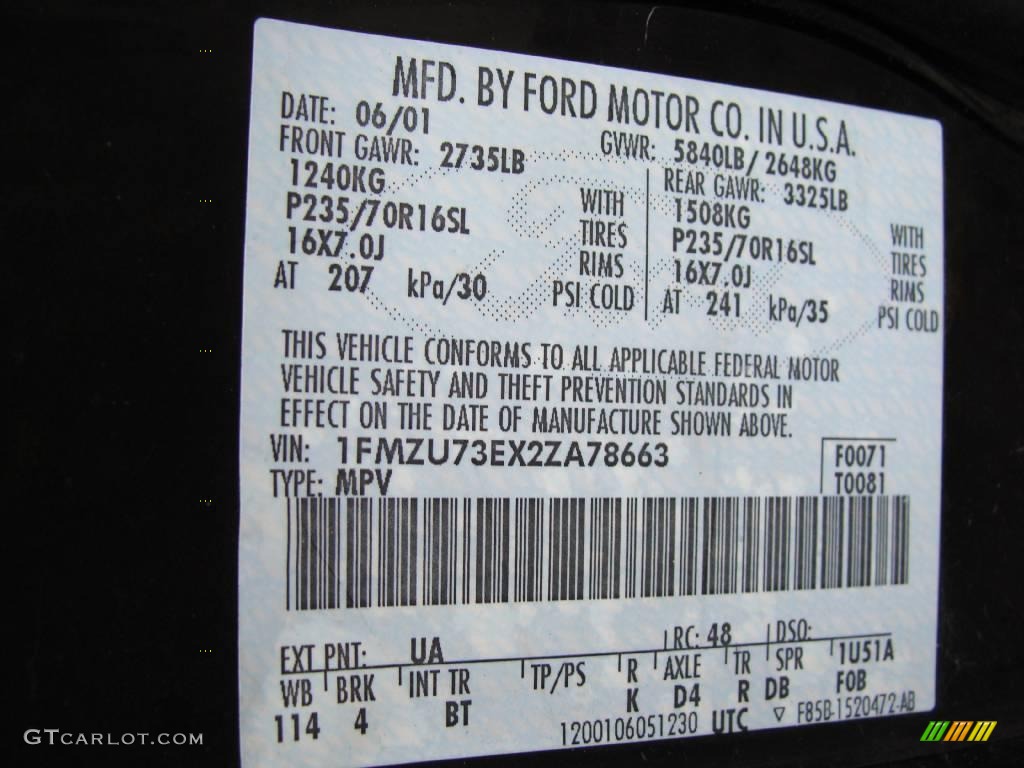 MFD. BY FORD MOTOR CO. IN U.S.A.
DATE: 06/01 GVWR: 5840LB/ 2648KG
FRONT GAWR: 2735LB REAR GAWR: 3325LB
1240KG WITH 1508KG WITH
P235/70R16SL TIRES P235/70R16SL TIRES
16X7.0J RIMS 16X7.0J RIMS
AT 207 kPa/30 PSI COLD AT 241 kPa/35 PSI COLD
THIS VEHICLE CONFORMS TO ALL APPLICABLE FEDERAL MOTOR
VEHICLE SAFETY AND THEFT PREVENTION STANDARDS IN
EFFECT ON THE DATE OF MANUFACTURE SHOWN ABOVE.
VIN: 1FMZU73EX2ZA78663 F0071
TYPE: MPV T0081
EXT PNT: UA RC: 48 DSO:
WB BRK INT TR TP/PS R AXLE TR SPR 1U51A
114 4 BT K D4 R DB F0B
1200106051230 UTC ▽ F85B-1520472-AB
GTCARLOT.COM